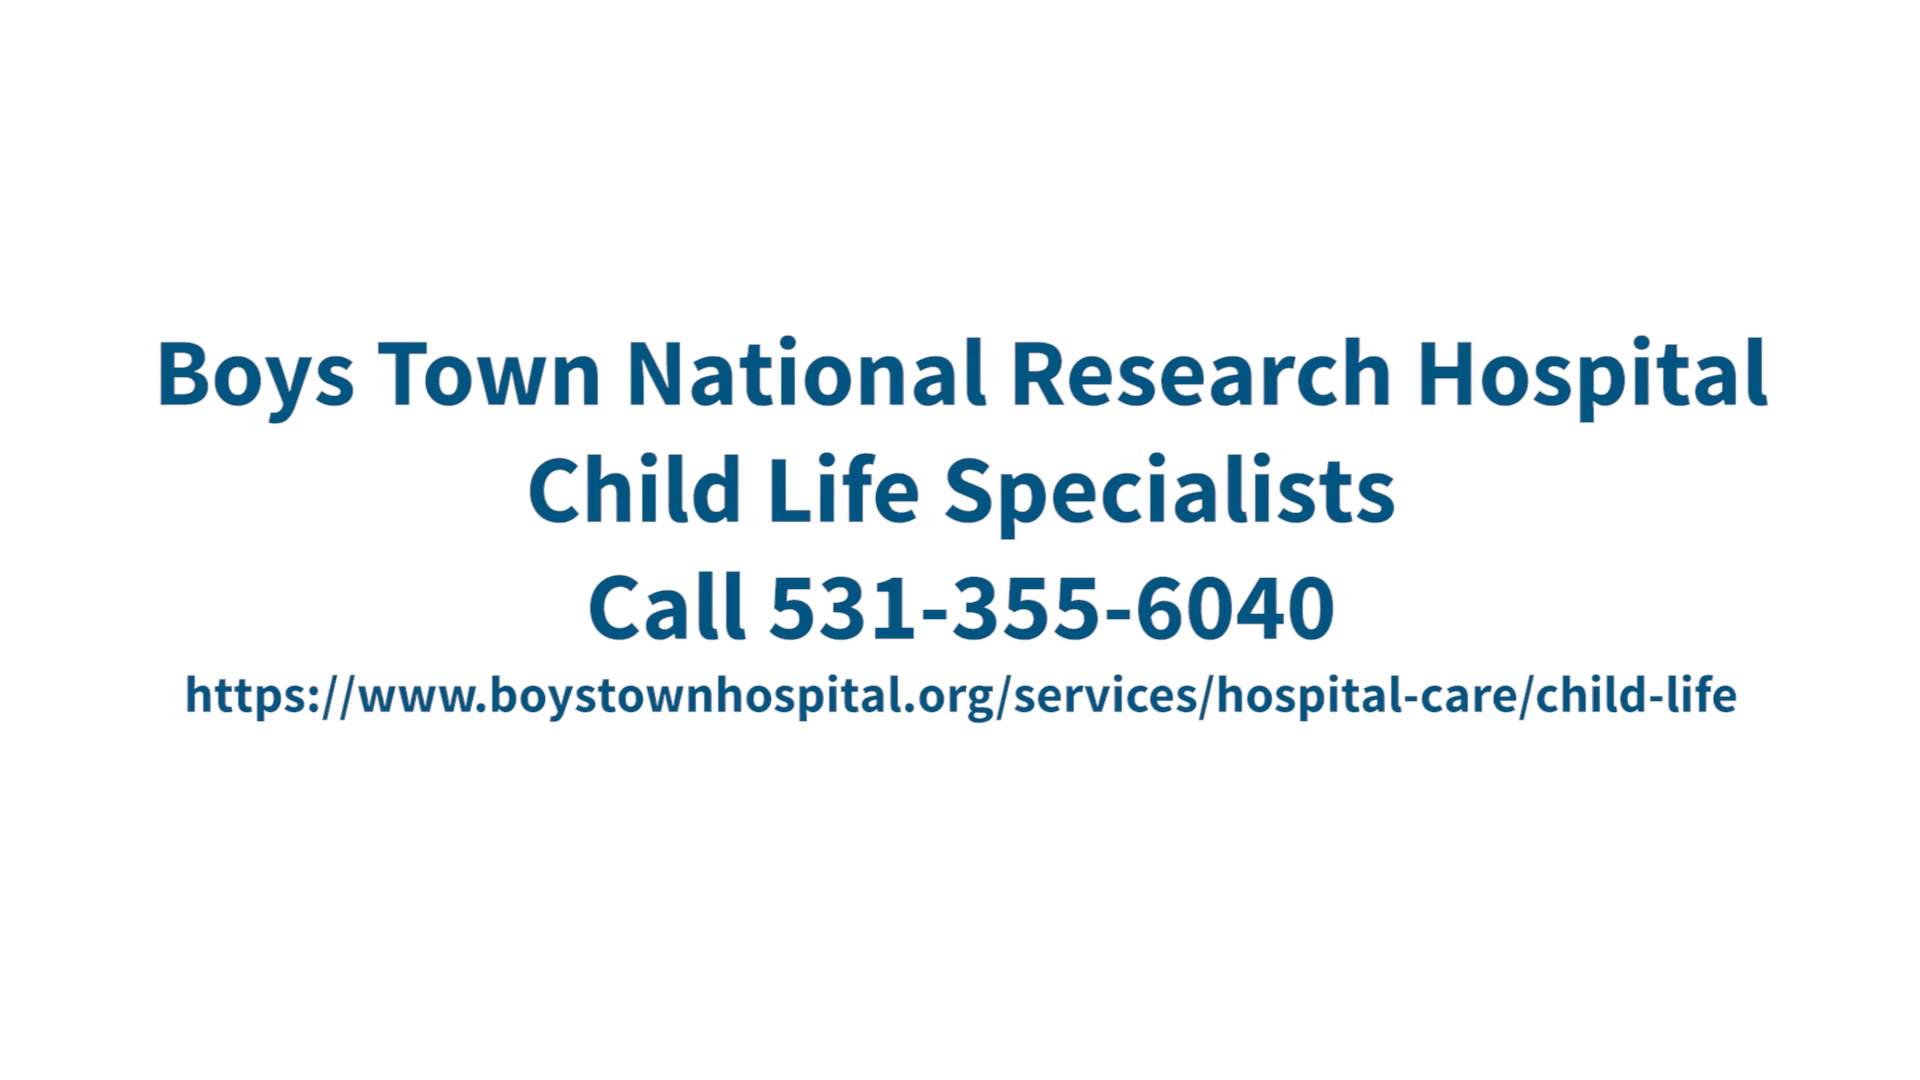 Boys Town National Research Hospital
Child Life Specialists
Call 531-355-6040
https://www.boystownhospital.org/services/hospital-care/child-life